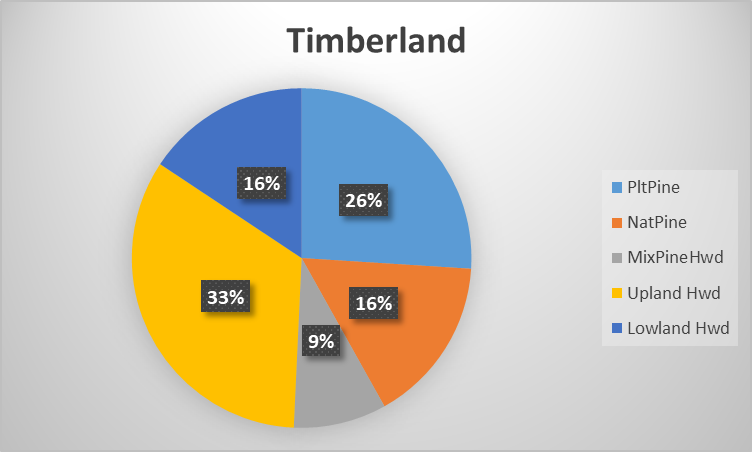 Timberland
26%
16%
9%
33%
16%
PltPine
NatPine
MixPineHwd
Upland Hwd
Lowland Hwd